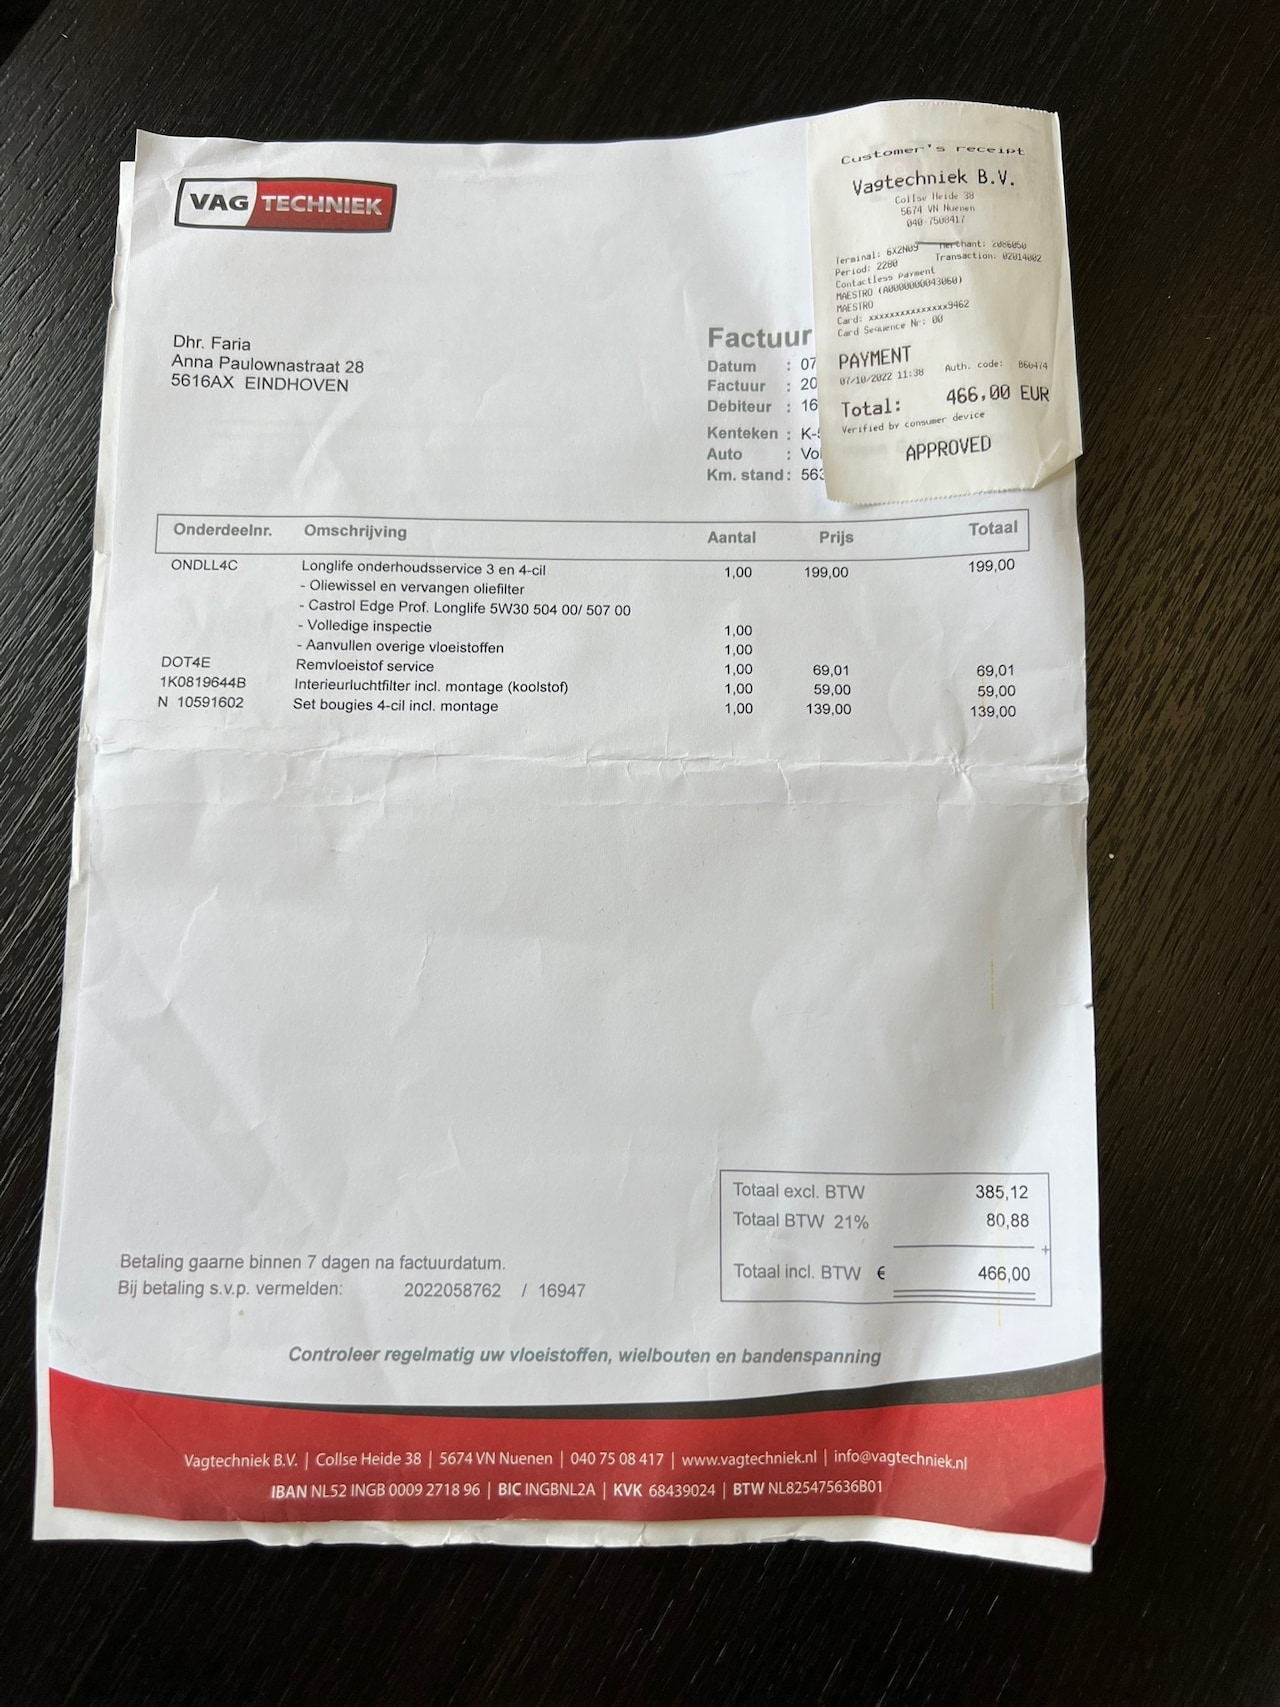 VAG TECHNIEK
Customer's receipt
Vagtechniek B.V.
Collse Heide 38
5674 VN Nuenen
040-7508417
Terminal: 6X2N09 Merchant: 2086050
Period: 2280 Transaction: 02014002
Contactless payment
MAESTRO (A0000000043060)
MAESTRO
Card: xxxxxxxxxxxxxxx9462
Card Sequence Nr: 00
PAYMENT
07/10/2022 11:38 Auth. code: 866474
Total: 466,00 EUR
Verified by consumer device
APPROVED
Dhr. Faria
Anna Paulownastraat 28
5616AX EINDHOVEN
Factuur
Datum : 07
Factuur : 20
Debiteur : 16
Kenteken : K-
Auto : Vo
Km. stand : 563
Onderdeelnr. Omschrijving Aantal Prijs Totaal
ONDLL4C Longlife onderhoudsservice 3 en 4-cil 1,00 199,00 199,00
- Oliewissel en vervangen oliefilter
- Castrol Edge Prof. Longlife 5W30 504 00/ 507 00
- Volledige inspectie 1,00
- Aanvullen overige vloeistoffen 1,00
DOT4E Remvloeistof service 1,00 69,01 69,01
1K0819644B Interieurluchtfilter incl. montage (koolstof) 1,00 59,00 59,00
N 10591602 Set bougies 4-cil incl. montage 1,00 139,00 139,00
Totaal excl. BTW 385,12
Totaal BTW 21% 80,88
+
Totaal incl. BTW € 466,00
Betaling gaarne binnen 7 dagen na factuurdatum.
Bij betaling s.v.p. vermelden: 2022058762 / 16947
Controleer regelmatig uw vloeistoffen, wielbouten en bandenspanning
Vagtechniek B.V. | Collse Heide 38 | 5674 VN Nuenen | 040 75 08 417 | www.vagtechniek.nl | info@vagtechniek.nl
IBAN NL52 INGB 0009 2718 96 | BIC INGBNL2A | KVK 68439024 | BTW NL825475636B01